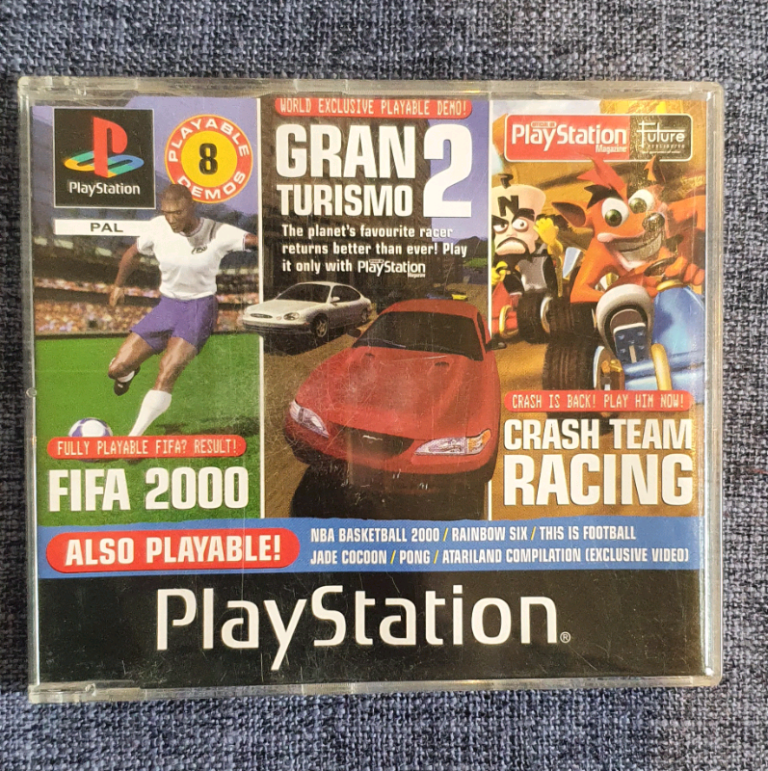 PlayStation
PAL
PLAYABLE
8
DEMOS
WORLD EXCLUSIVE PLAYABLE DEMO!
GRAN
TURISMO 2
The planet's favourite racer
returns better than ever! Play
it only with PlayStation
Magazine
PlayStation
Magazine
Future
N
FULLY PLAYABLE FIFA? RESULT!
FIFA 2000
CRASH IS BACK! PLAY HIM NOW!
CRASH TEAM
RACING
ALSO PLAYABLE!
NBA BASKETBALL 2000 / RAINBOW SIX / THIS IS FOOTBALL
JADE COCOON / PONG / ATARILAND COMPILATION (EXCLUSIVE VIDEO)
PlayStation®